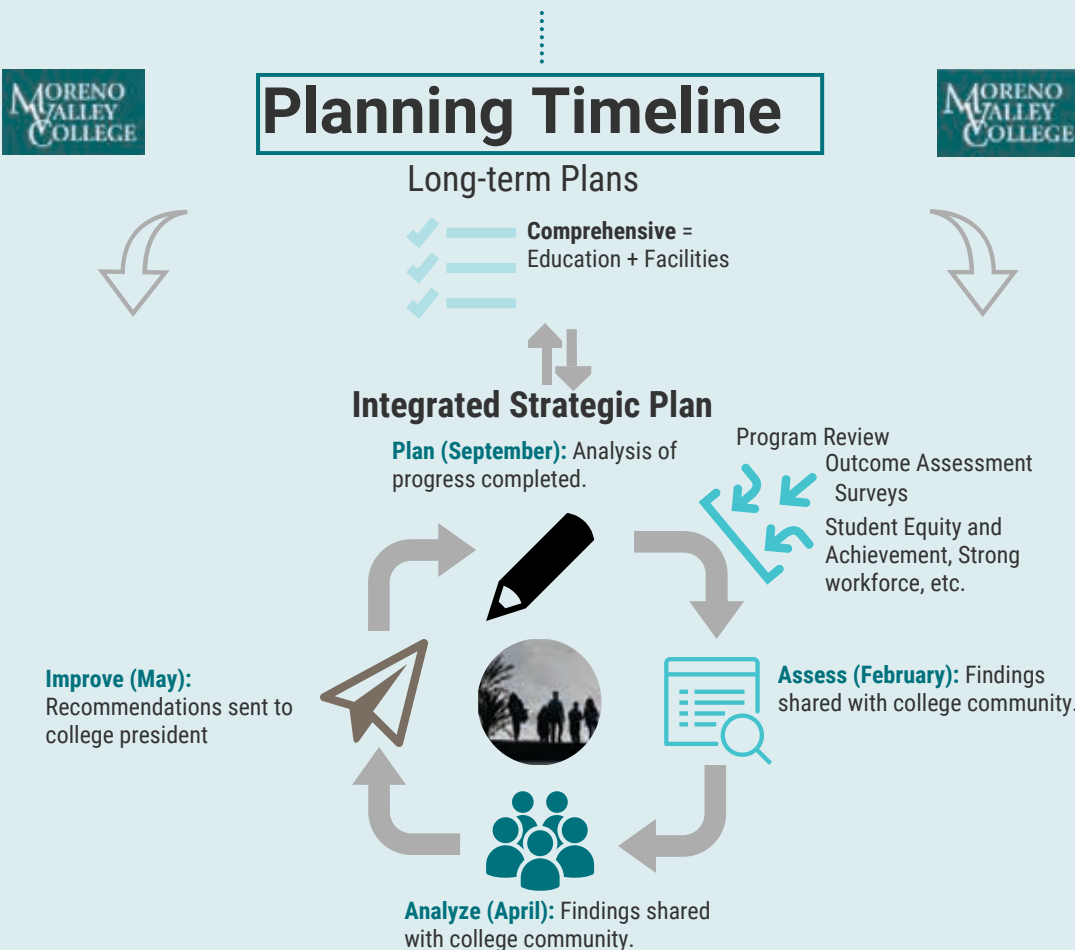 MORENO
VALLEY
COLLEGE
Planning Timeline
MORENO
VALLEY
COLLEGE
Long-term Plans
Comprehensive =
Education + Facilities
Integrated Strategic Plan
Plan (September): Analysis of
progress completed.
Program Review
Outcome Assessment
Surveys
Student Equity and
Achievement, Strong
workforce, etc.
Improve (May):
Recommendations sent to
college president
Assess (February): Findings
shared with college community.
Analyze (April): Findings shared
with college community.